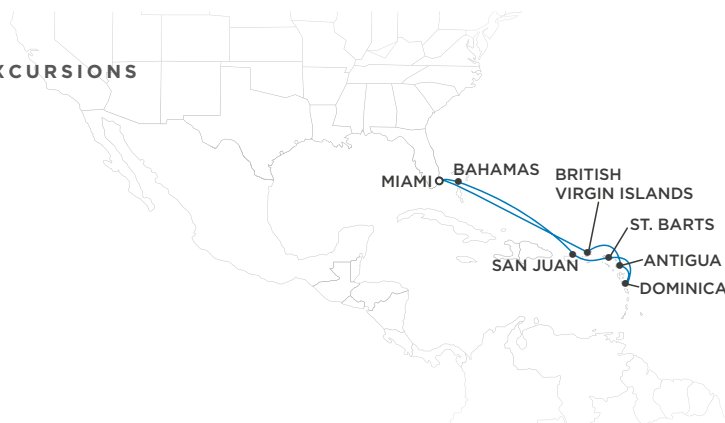 XCURSIONS
BAHAMAS
MIAMI
BRITISH
VIRGIN ISLANDS
ST. BARTS
SAN JUAN
ANTIGUA
DOMINICA